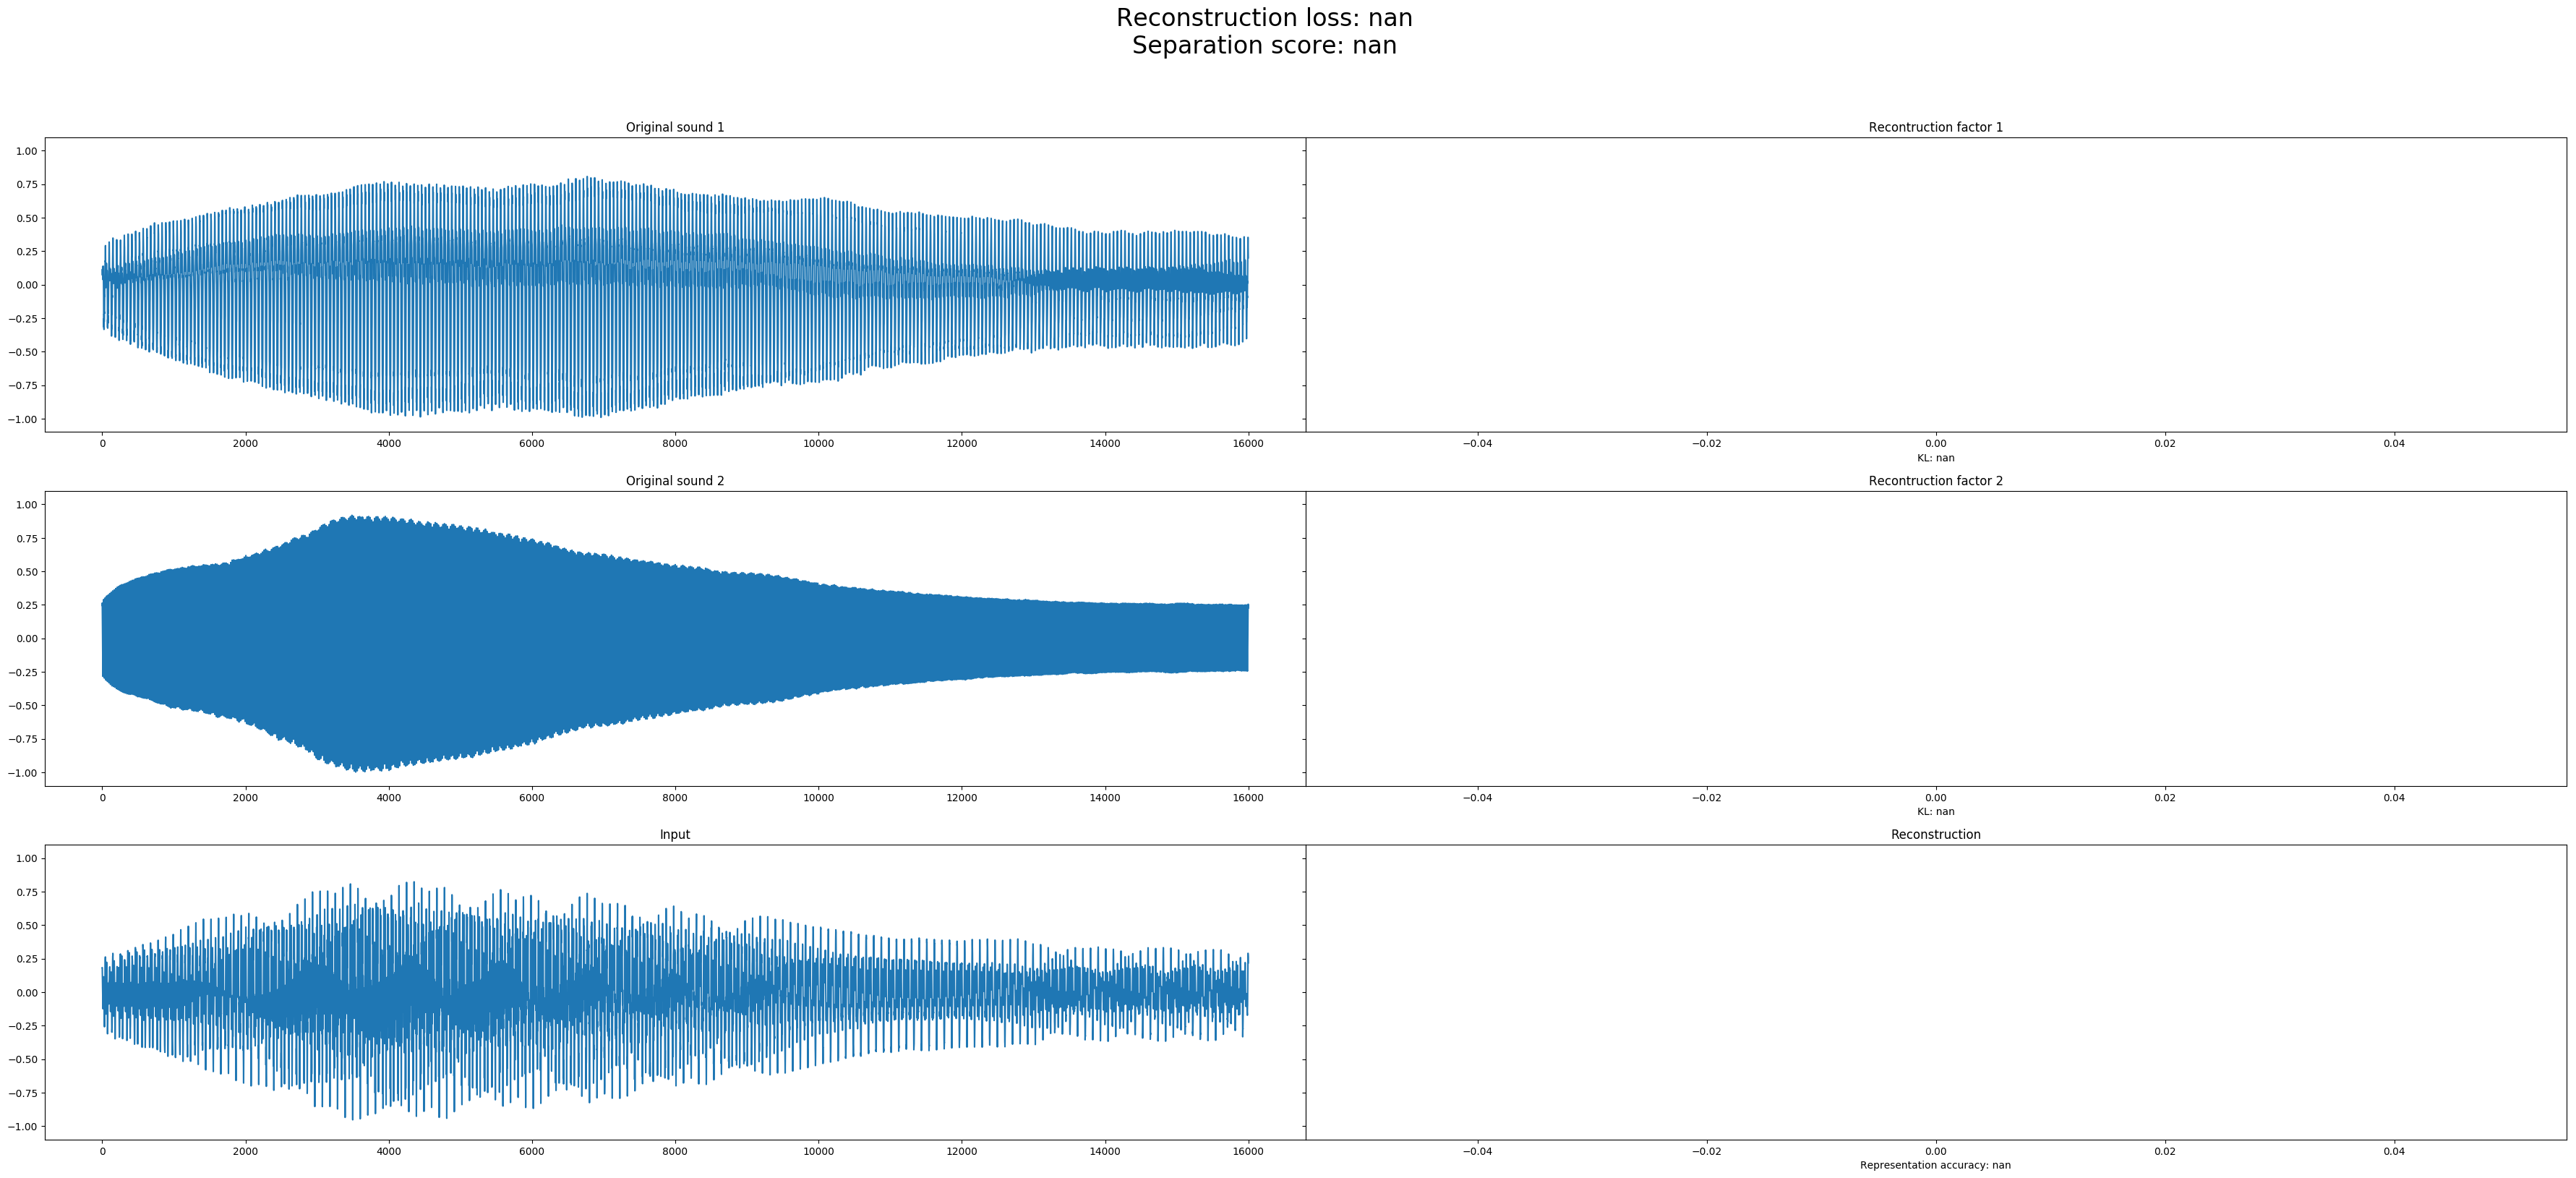 Reconstruction loss: nan
Separation score: nan
Original sound 1
Recontruction factor 1
1.00
0.75
0.50
0.25
0.00
−0.25
−0.50
−0.75
−1.00
0 2000 4000 6000 8000 10000 12000 14000 16000
−0.04 −0.02 0.00 0.02 0.04
KL: nan
Original sound 2
Recontruction factor 2
1.00
0.75
0.50
0.25
0.00
−0.25
−0.50
−0.75
−1.00
0 2000 4000 6000 8000 10000 12000 14000 16000
−0.04 −0.02 0.00 0.02 0.04
KL: nan
Input
Reconstruction
1.00
0.75
0.50
0.25
0.00
−0.25
−0.50
−0.75
−1.00
0 2000 4000 6000 8000 10000 12000 14000 16000
−0.04 −0.02 0.00 0.02 0.04
Representation accuracy: nan